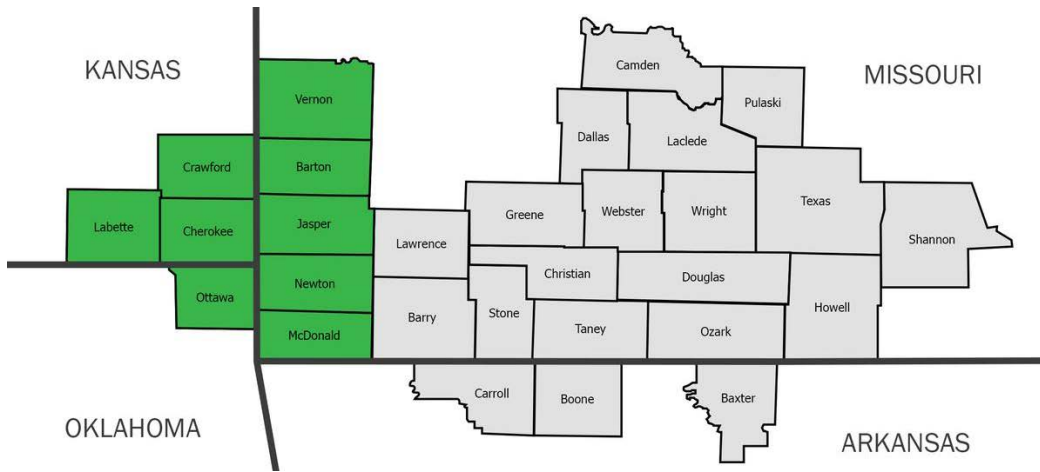 KANSAS
MISSOURI
Camden
Vernon
Pulaski
Dallas
Laclede
Crawford
Barton
Texas
Labette
Cherokee
Jasper
Greene
Webster
Wright
Lawrence
Shannon
Christian
Douglas
Ottawa
Newton
Howell
Stone
Barry
Taney
Ozark
McDonald
Carroll
Boone
Baxter
OKLAHOMA
ARKANSAS